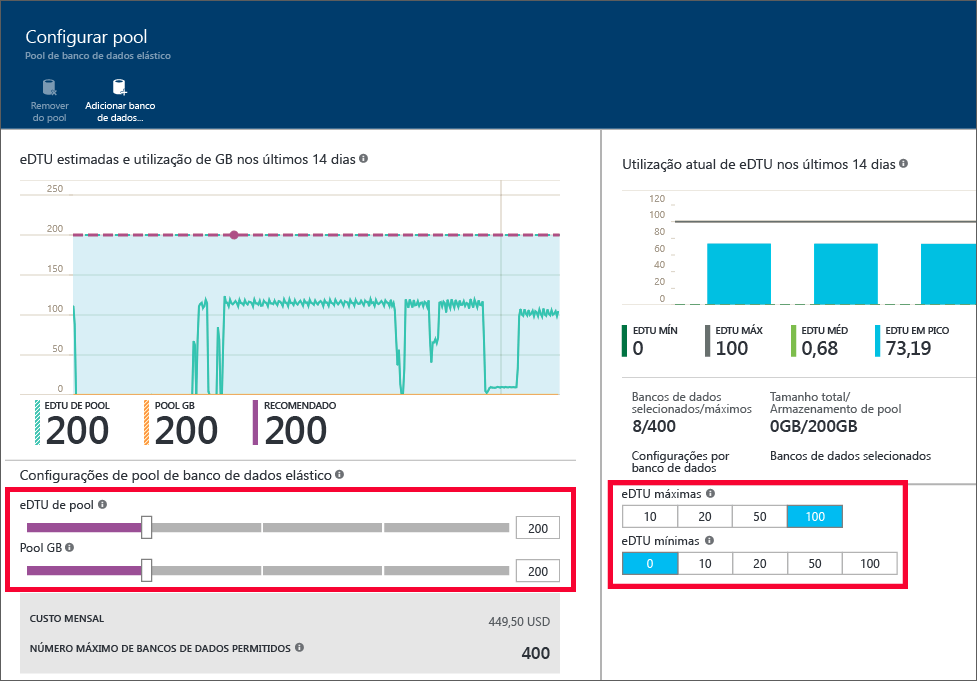 Configurar pool
Pool de banco de dados elástico
Remover
do pool
Adicionar banco
de dados...
eDTU estimadas e utilização de GB nos últimos 14 dias
250
200
150
100
50
0
EDTU DE POOL
200
POOL GB
200
RECOMENDADO
200
Configurações de pool de banco de dados elástico
eDTU de pool
200
Pool GB
200
CUSTO MENSAL
449,50 USD
NÚMERO MÁXIMO DE BANCOS DE DADOS PERMITIDOS
400
Utilização atual de eDTU nos últimos 14 dias
120
100
80
60
40
20
0
EDTU MÍN
0
EDTU MÁX
100
EDTU MÉD
0,68
EDTU EM PICO
73,19
Bancos de dados
selecionados/máximos
8/400
Tamanho total/
Armazenamento de pool
0GB/200GB
Configurações por
banco de dados
Bancos de dados selecionados
eDTU máximas
10 20 50 100
eDTU mínimas
0 10 20 50 100